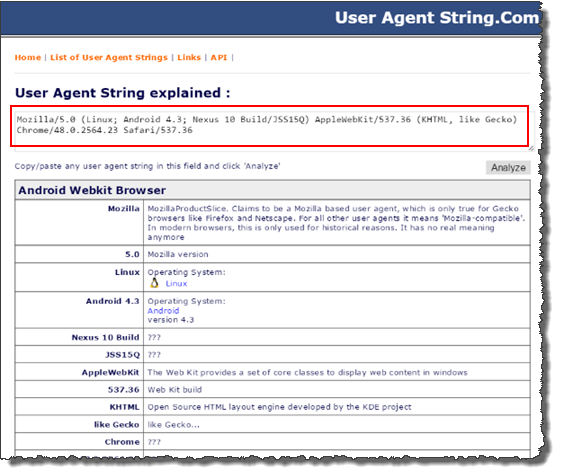 User Agent String.Com
Home | List of User Agent Strings | Links | API |
User Agent String explained :
Mozilla/5.0 (Linux; Android 4.3; Nexus 10 Build/JSS15Q) AppleWebKit/537.36 (KHTML, like Gecko)
Chrome/48.0.2564.23 Safari/537.36
Copy/paste any user agent string in this field and click 'Analyze'
Analyze
Android Webkit Browser
Mozilla MozillaProductSlice. Claims to be a Mozilla based user agent, which is only true for Gecko
browsers like Firefox and Netscape. For all other user agents it means 'Mozilla-compatible'.
In modern browsers, this is only used for historical reasons. It has no real meaning
anymore
5.0 Mozilla version
Linux Operating System:
Linux
Android 4.3 Operating System:
Android
version 4.3
Nexus 10 Build ???
JSS15Q ???
AppleWebKit The Web Kit provides a set of core classes to display web content in windows
537.36 Web Kit build
KHTML Open Source HTML layout engine developed by the KDE project
like Gecko like Gecko...
Chrome ???